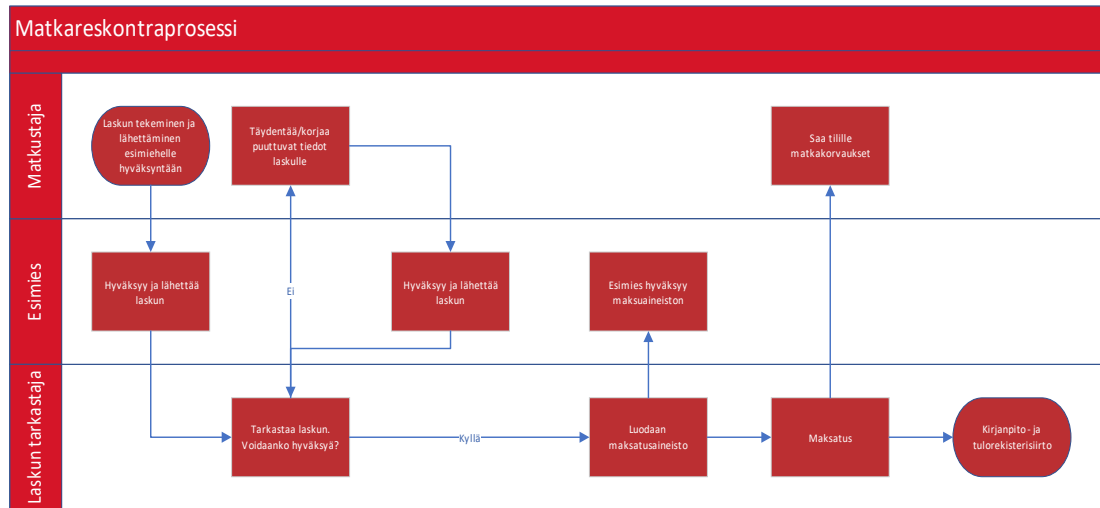 Matkareskontraprosessi
Matkustaja
Laskun tekeminen ja
lähettäminen
esimiehelle
hyväksyntään
Täydentää/korjaa
puuttuvat tiedot
laskulle
Saa tilille
matkakorvaukset
Esimies
Hyväksyy ja lähettää
laskun
Ei
Hyväksyy ja lähettää
laskun
Esimies hyväksyy
maksuaineiston
Laskun tarkastaja
Tarkastaa laskun.
Voidaanko hyväksyä?
Kyllä
Luodaan
maksatusaineisto
Maksatus
Kirjanpito- ja
tulorekisterisiirto